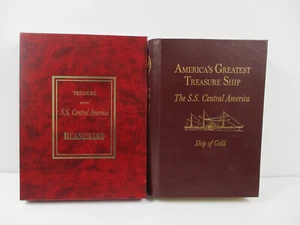 TREASURE
S.S. Central America
BLANCHARD
AMERICA'S GREATEST
TREASURE SHIP
The S.S. Central America
Ship of Gold